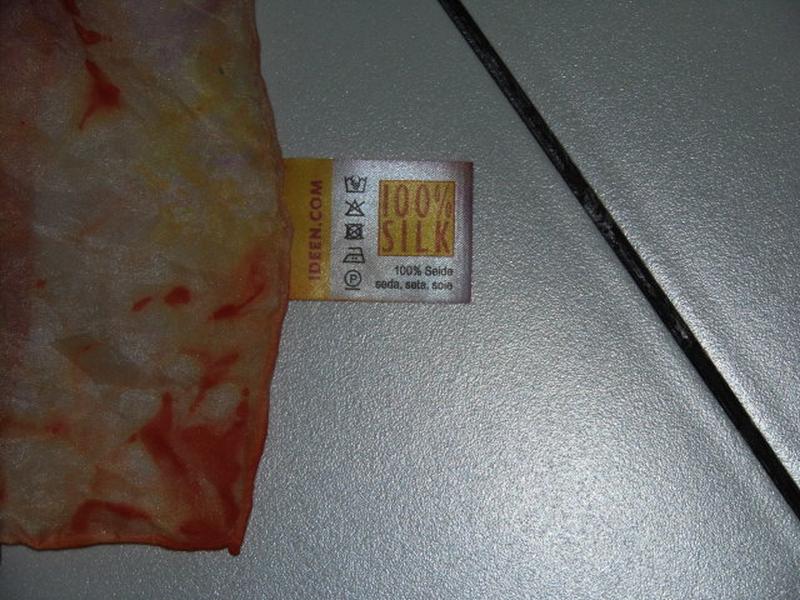 IDEEN.COM
100%
SILK
100% Seide
seda, seta, soie
P